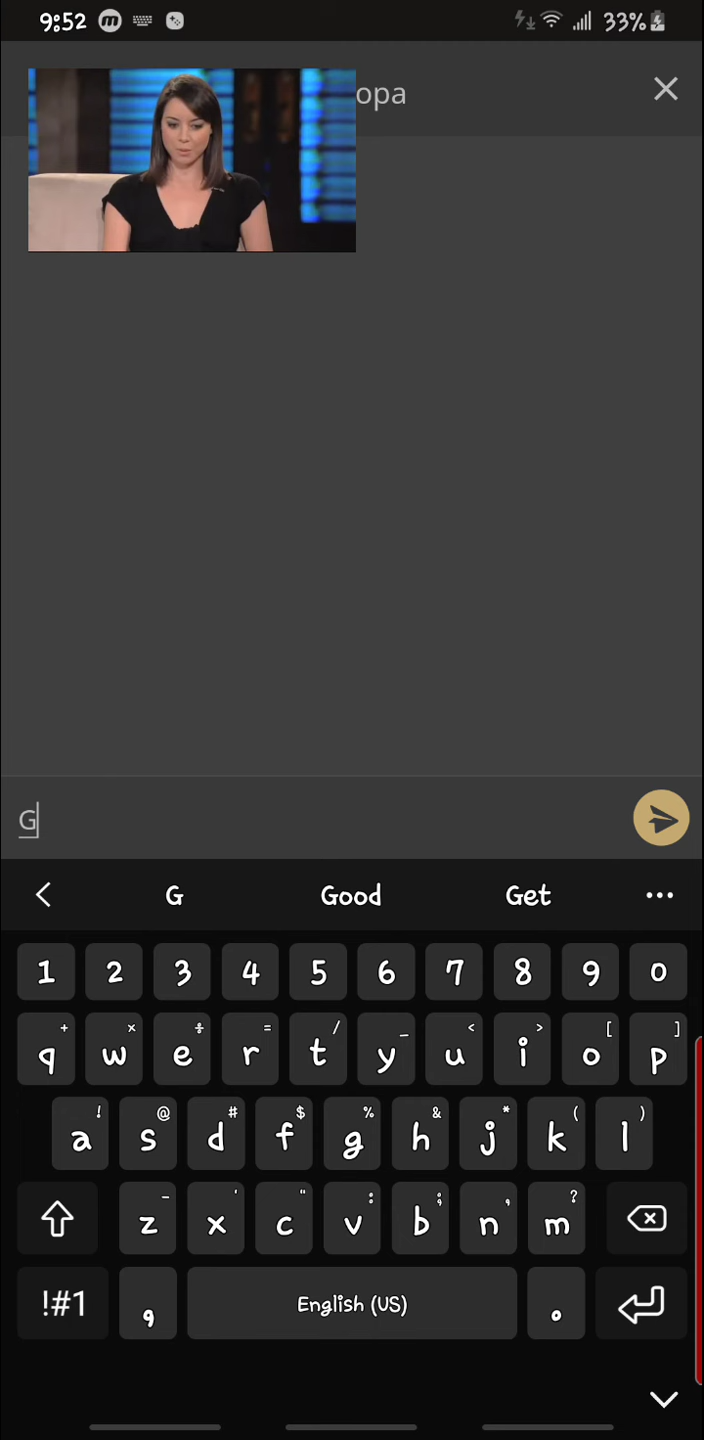 9:52 m 33%
opa
G
G Good Get
1 2 3 4 5 6 7 8 9 0
+ × ÷ = / _ < > [ ]
q w e r t y u i o p
! @ # $ % & * ( )
a s d f g h j k l
- ' " : ; , ?
z x c v b n m
!#1 , English (US) .